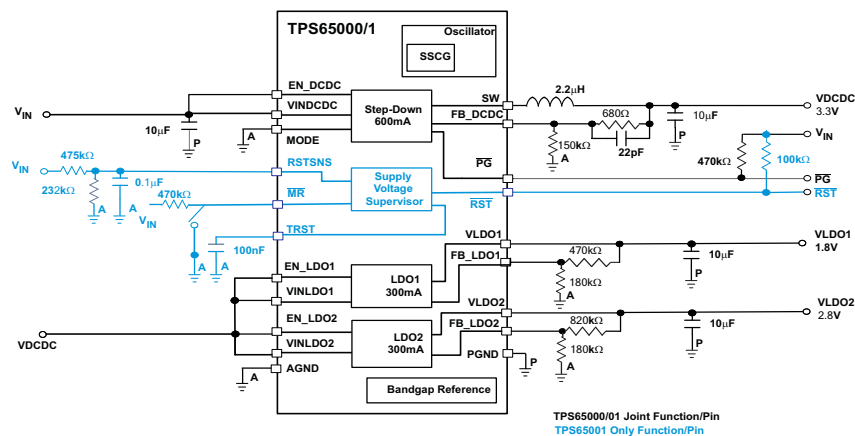 TPS65000/1
Oscillator
SSCG
EN_DCDC
VINDCDC
MODE
Step-Down
600mA
SW
FB_DCDC
PG
2.2µH
680Ω
22pF
150kΩ
A
10µF
P
VDCDC
3.3V
VIN
10µF
P
A
VIN
470kΩ
100kΩ
PG
RST
VIN
475kΩ
232kΩ
A
0.1µF
A
470kΩ
VIN
A
100nF
A
RSTSNS
MR
TRST
Supply
Voltage
Supervisor
RST
EN_LDO1
VINLDO1
LDO1
300mA
VLDO1
FB_LDO1
470kΩ
180kΩ
A
10µF
P
VLDO1
1.8V
VDCDC
EN_LDO2
VINLDO2
LDO2
300mA
VLDO2
FB_LDO2
820kΩ
180kΩ
A
10µF
P
VLDO2
2.8V
A
AGND
PGND
P
Bandgap Reference
TPS65000/01 Joint Function/Pin
TPS65001 Only Function/Pin